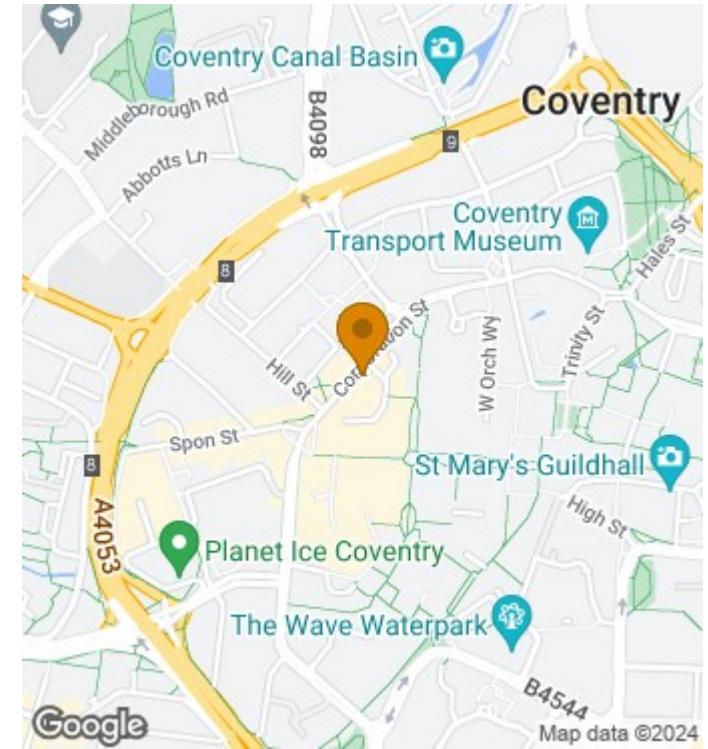 Coventry Canal Basin
Middleborough Rd
B4098
9
Coventry
Abbotts Ln
Coventry
Transport Museum
Hales St
8
Corporation St
Trinity St
W Orch Wy
Hill St
Spon St
8
St Mary's Guildhall
A4053
High St
Planet Ice Coventry
The Wave Waterpark
B4544
Google
Map data ©2024